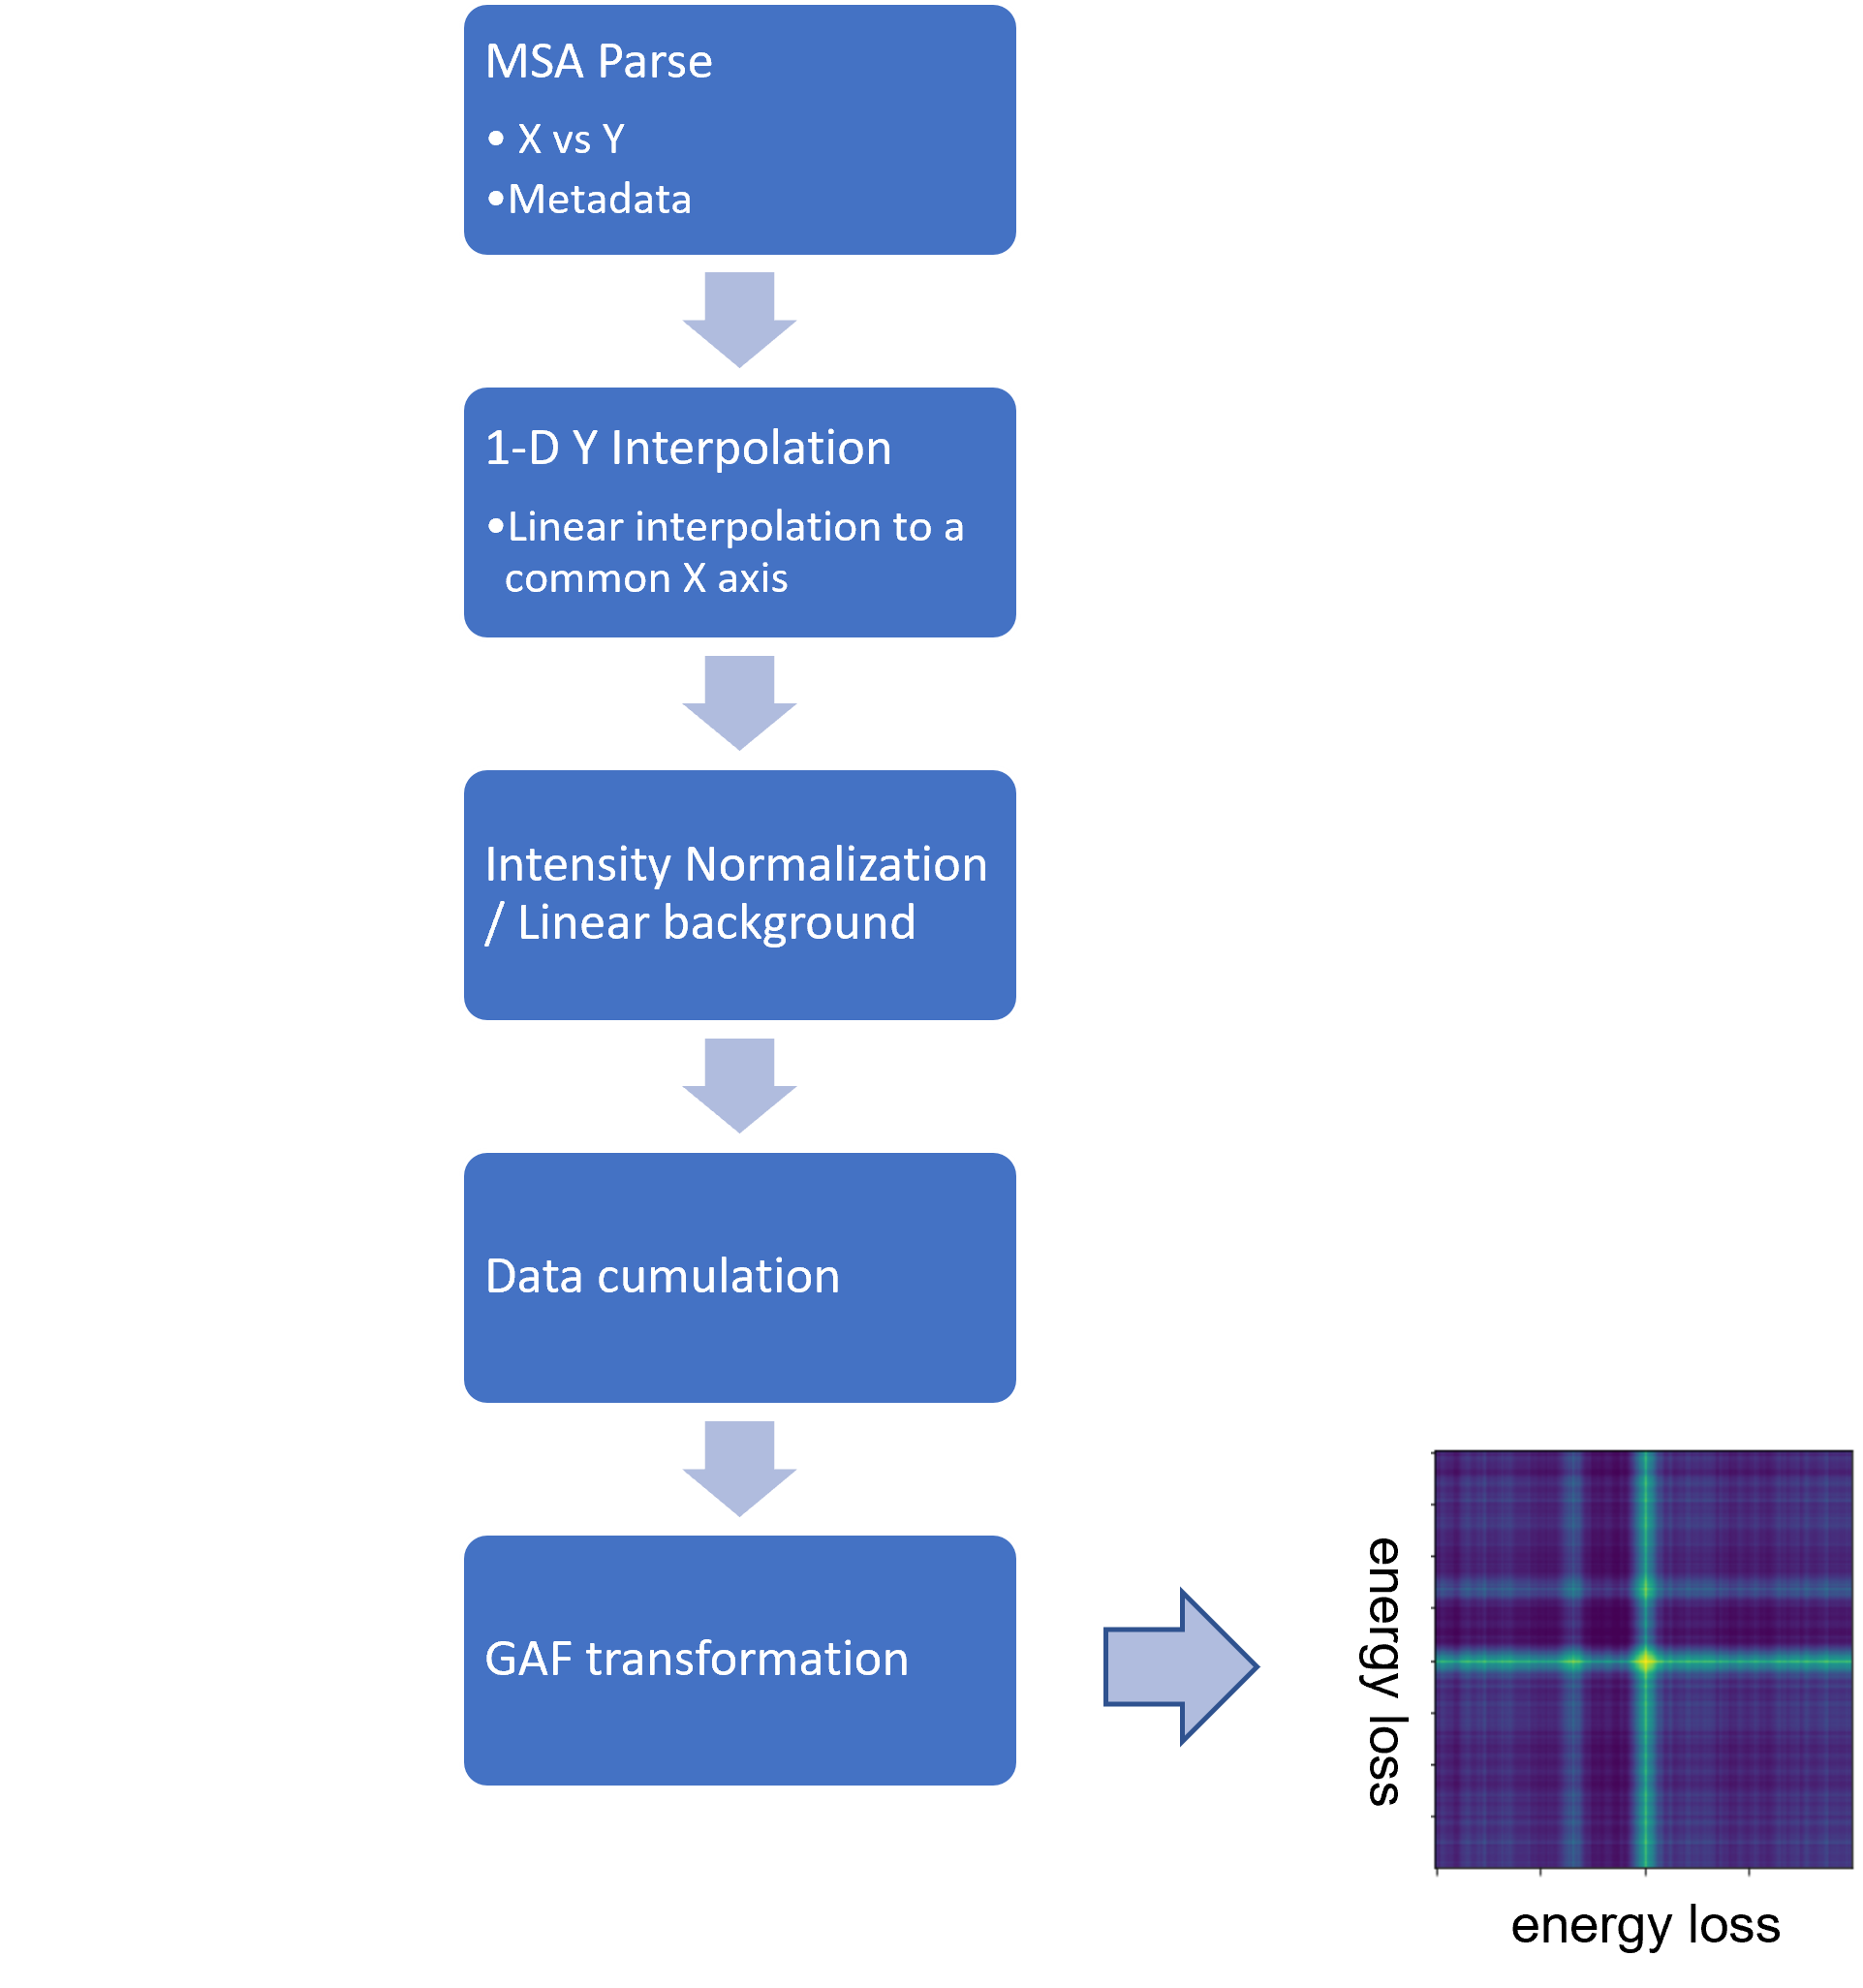 MSA Parse
• X vs Y
•Metadata
1-D Y Interpolation
•Linear interpolation to a
common X axis
Intensity Normalization
/ Linear background
Data cumulation
GAF transformation
energy loss
energy loss